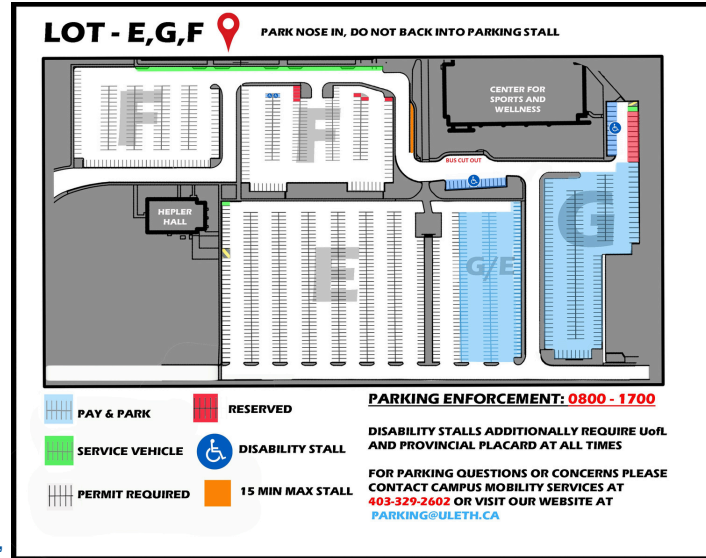 LOT - E,G,F
PARK NOSE IN, DO NOT BACK INTO PARKING STALL
F
F
CENTER FOR
SPORTS AND
WELLNESS
BUS CUT OUT
HEPLER
HALL
E
G/E
G
PAY & PARK
RESERVED
SERVICE VEHICLE
DISABILITY STALL
PERMIT REQUIRED
15 MIN MAX STALL
PARKING ENFORCEMENT: 0800 - 1700
DISABILITY STALLS ADDITIONALLY REQUIRE UofL
AND PROVINCIAL PLACARD AT ALL TIMES
FOR PARKING QUESTIONS OR CONCERNS PLEASE
CONTACT CAMPUS MOBILITY SERVICES AT
403-329-2602 OR VISIT OUR WEBSITE AT
PARKING@ULETH.CA